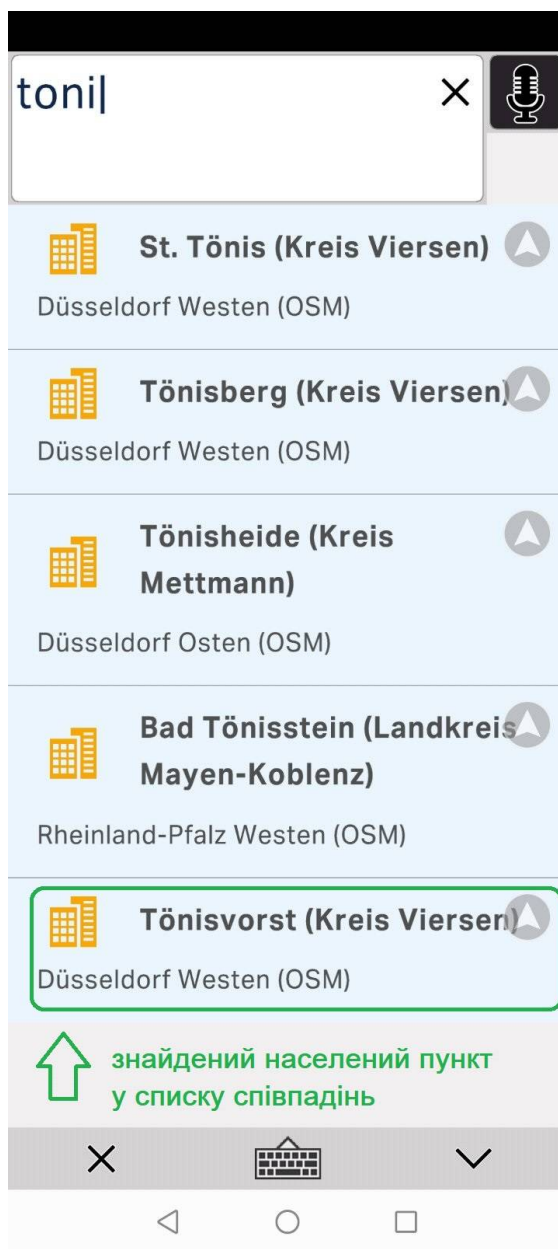 toni
St. Tönis (Kreis Viersen)
Düsseldorf Westen (OSM)
Tönisberg (Kreis Viersen)
Düsseldorf Westen (OSM)
Tönisheide (Kreis
Mettmann)
Düsseldorf Osten (OSM)
Bad Tönisstein (Landkreis
Mayen-Koblenz)
Rheinland-Pfalz Westen (OSM)
Tönisvorst (Kreis Viersen)
Düsseldorf Westen (OSM)
знайдений населений пункт
у списку співпадінь